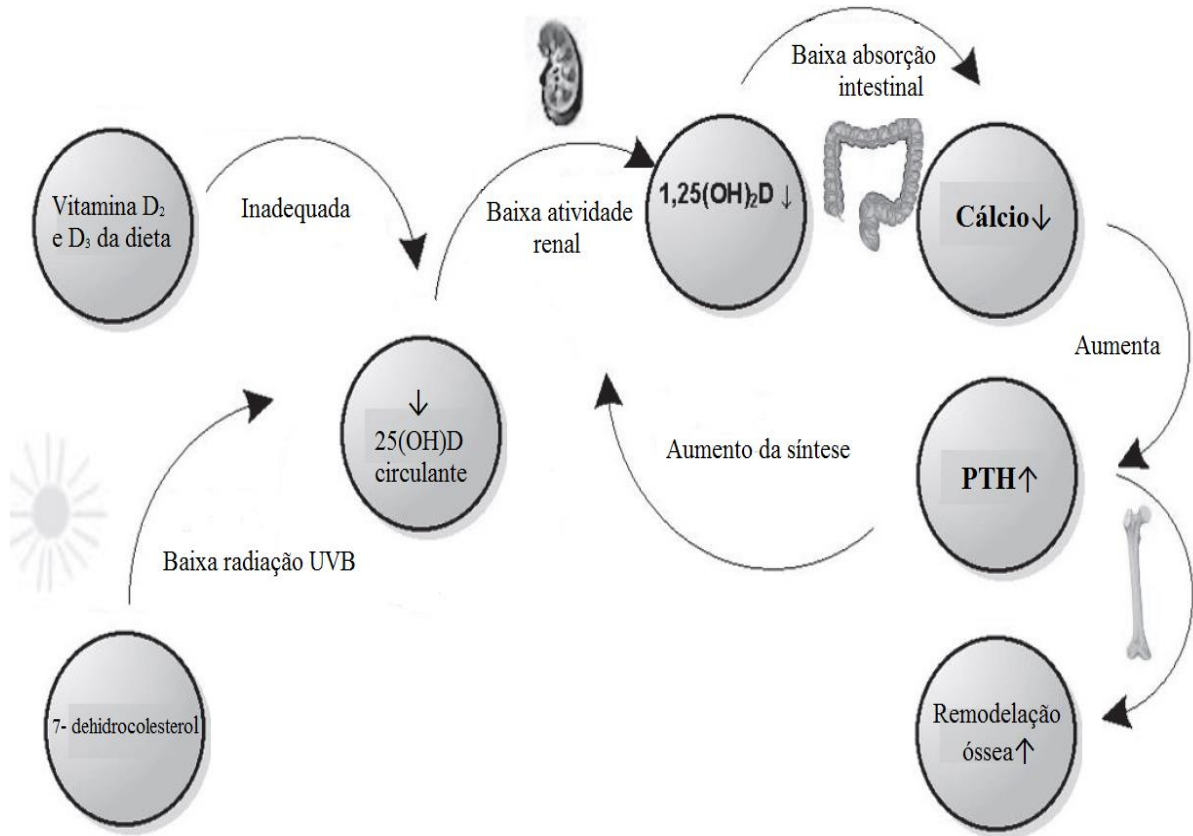 Vitamina D₂
e D₃ da dieta
Inadequada
Baixa atividade
renal
1,25(OH)₂D ↓
Baixa absorção
intestinal
Cálcio↓
Aumenta
↓
25(OH)D
circulante
Aumento da síntese
PTH↑
Baixa radiação UVB
7- dehidrocolesterol
Remodelação
óssea↑